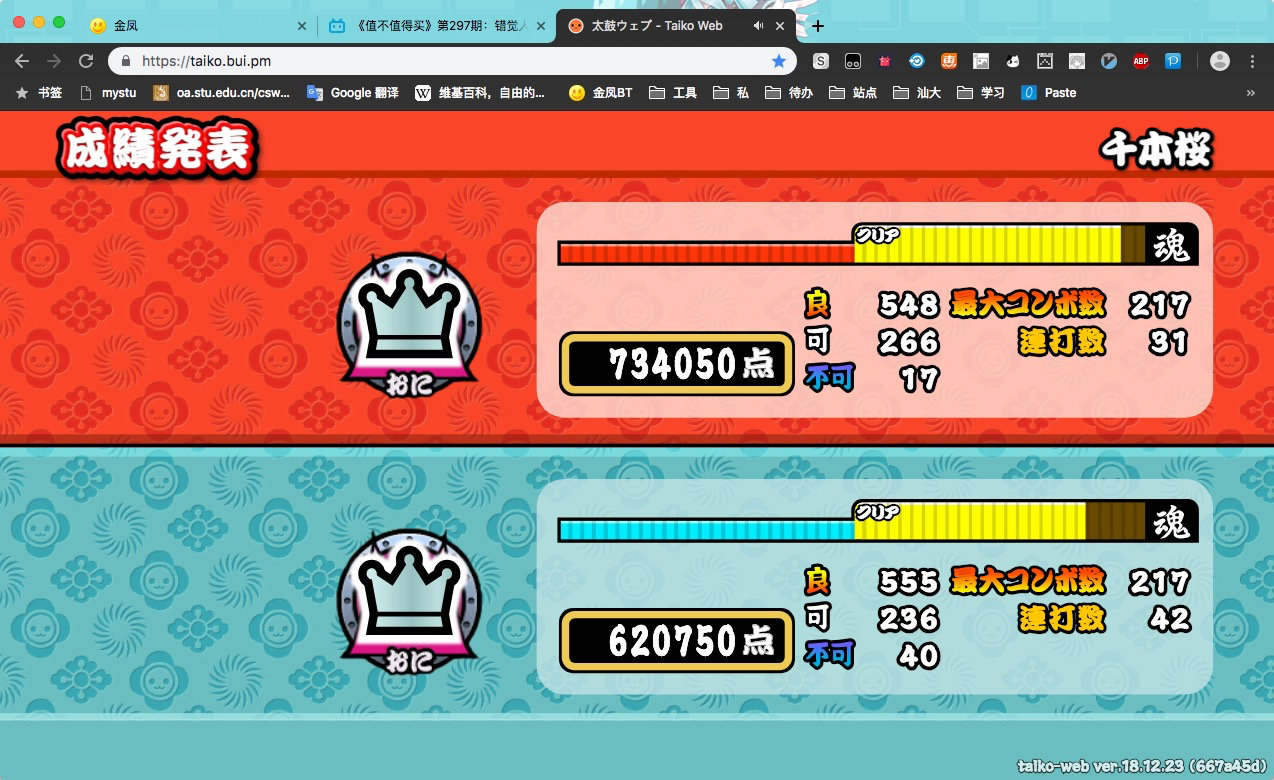 金凤
《值不值得买》第297期：错觉
太鼓ウェブ - Taiko Web
https://taiko.bui.pm
书签
mystu
oa.stu.edu.cn/csw...
Google 翻译
维基百科，自由的...
金凤BT
工具
私
待办
站点
汕大
学习
Paste
成績発表
千本桜
クリア
魂
おに
734050点
良 548 最大コンボ数 217
可 266 連打数 31
不可 17
クリア
魂
おに
620750点
良 555 最大コンボ数 217
可 236 連打数 42
不可 40
taiko-web ver.18.12.23 (667a45d)